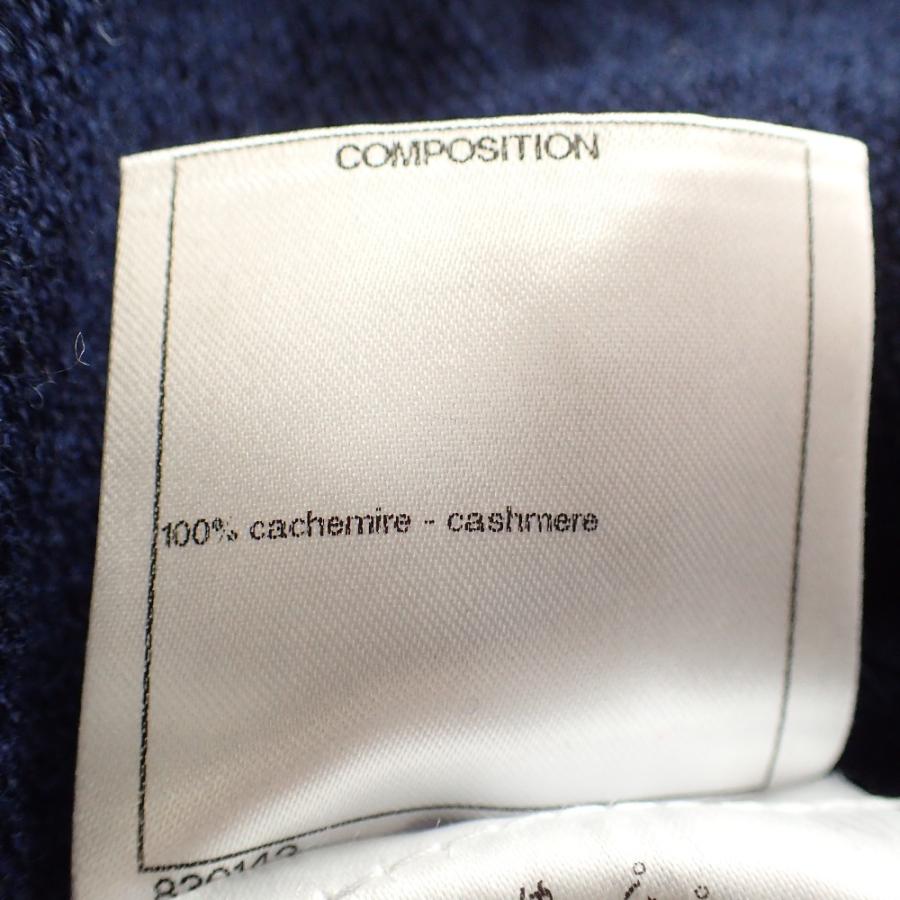 COMPOSITION
100% cachemire - cashmere